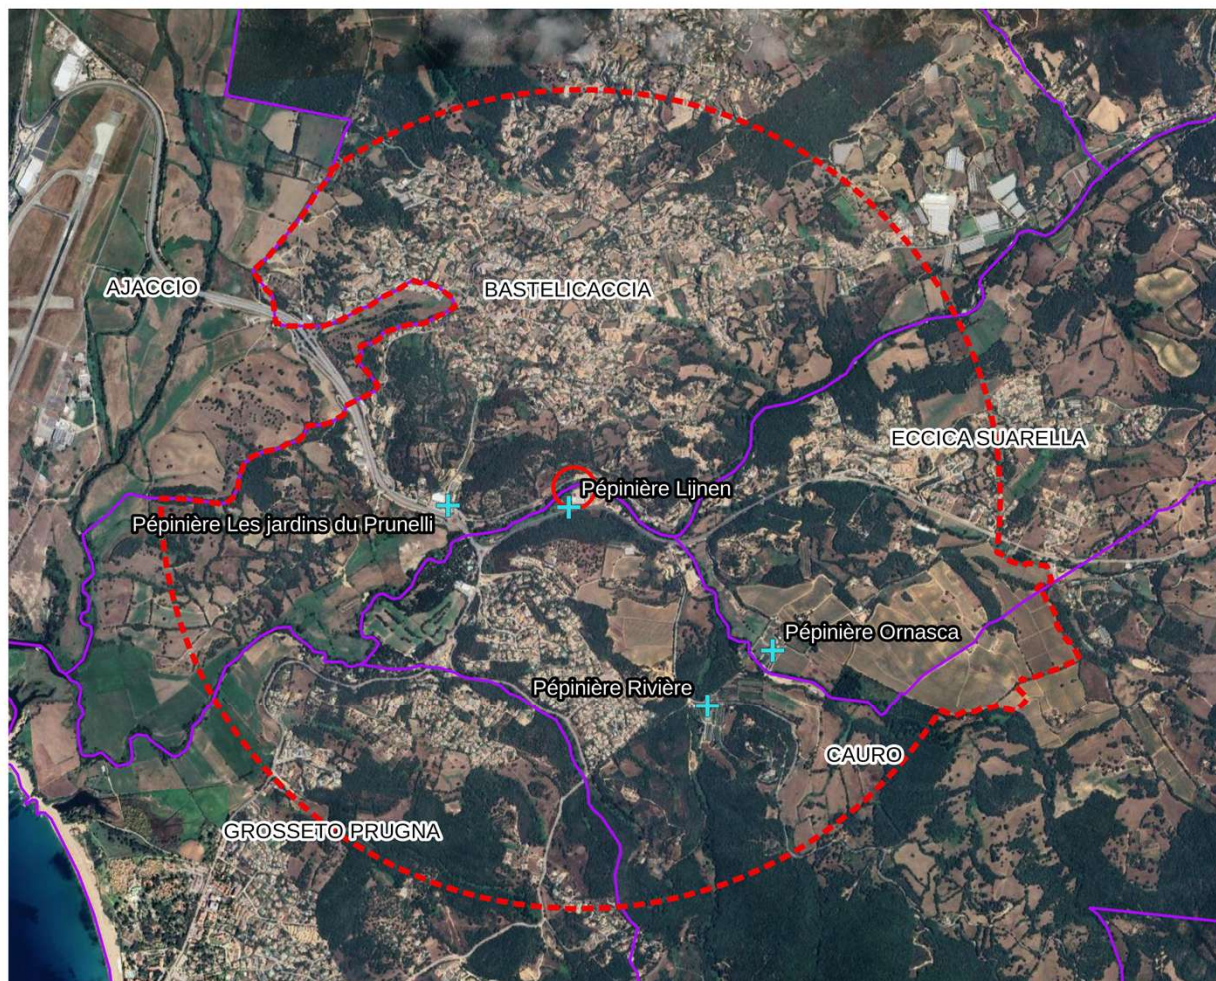 AJACCIO
BASTELICACCIA
ECCICA SUARELLA
Pépinière Lijnen
Pépinière Les jardins du Prunelli
Pépinière Ornasca
Pépinière Rivière
CAURO
GROSSETO PRUGNA